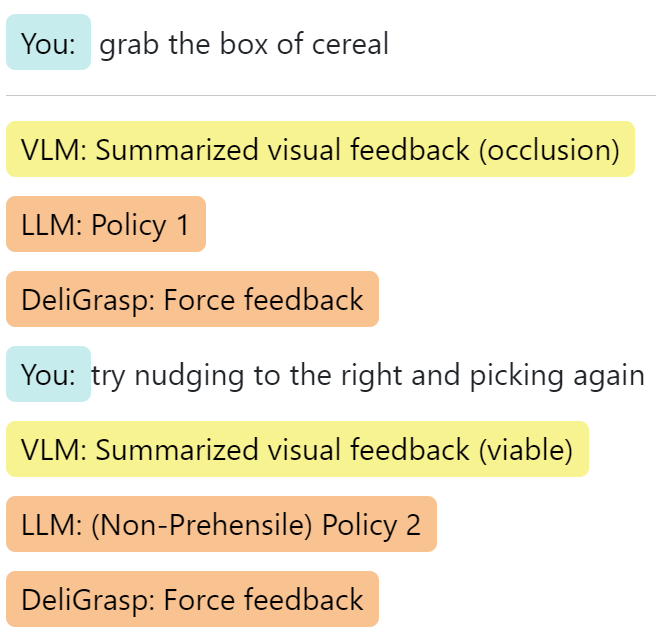 You: grab the box of cereal
VLM: Summarized visual feedback (occlusion)
LLM: Policy 1
DeliGrasp: Force feedback
You: try nudging to the right and picking again
VLM: Summarized visual feedback (viable)
LLM: (Non-Prehensile) Policy 2
DeliGrasp: Force feedback